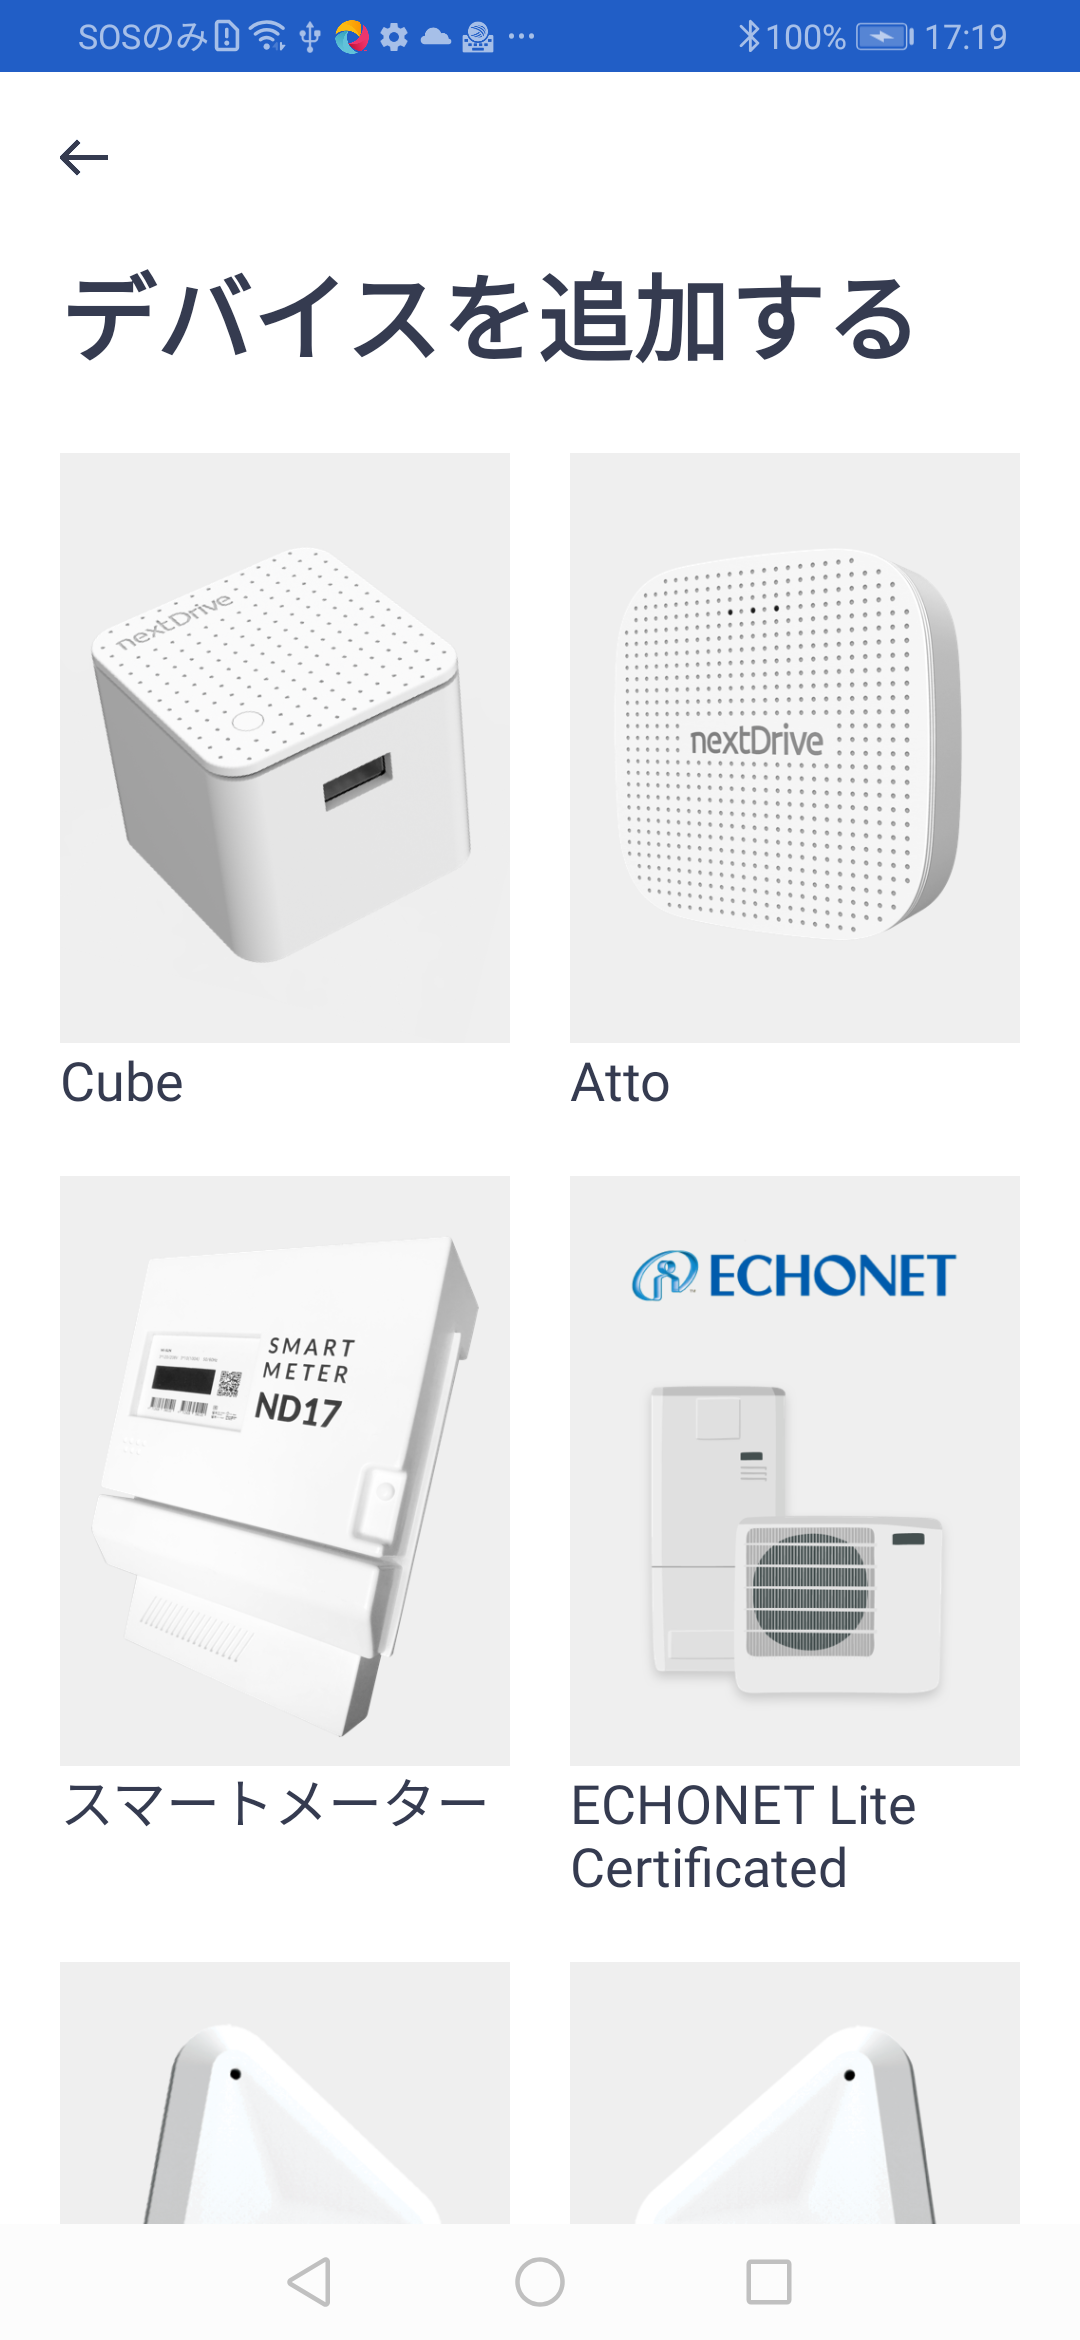 SOSのみ
100%
17:19
デバイスを追加する
nextDrive
nextDrive
Cube
Atto
SMART
METER
ND17
ECHONET
スマートメーター
ECHONET Lite
Certificated